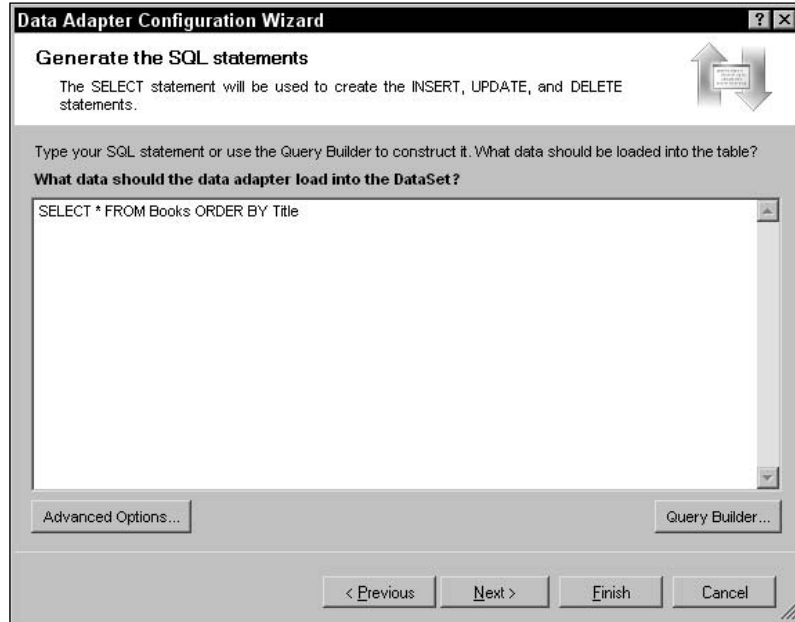 Data Adapter Configuration Wizard
Generate the SQL statements
The SELECT statement will be used to create the INSERT, UPDATE, and DELETE
statements.
Type your SQL statement or use the Query Builder to construct it. What data should be loaded into the table?
What data should the data adapter load into the DataSet?
SELECT * FROM Books ORDER BY Title
Advanced Options...
Query Builder...
< Previous
Next >
Finish
Cancel